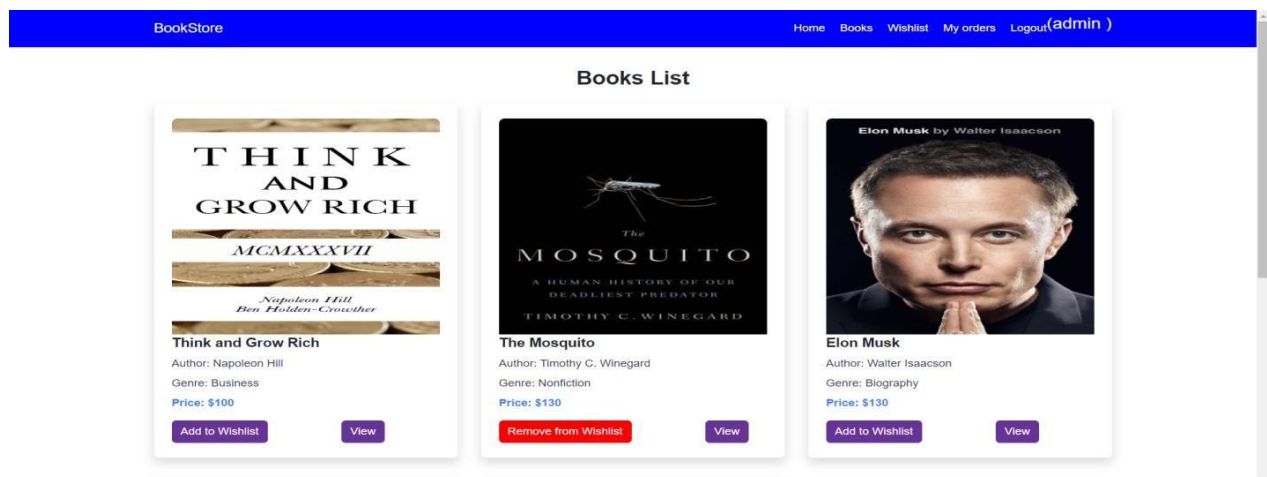 BookStore
Home Books Wishlist My orders Logout(admin )
Books List
THINK
AND
GROW RICH
MCMXXXVII
Napoleon Hill
Ben Holden-Crowther
Think and Grow Rich
Author: Napoleon Hill
Genre: Business
Price: $100
Add to Wishlist View
The
MOSQUITO
A HUMAN HISTORY OF OUR
DEADLIEST PREDATOR
TIMOTHY C. WINEGARD
The Mosquito
Author: Timothy C. Winegard
Genre: Nonfiction
Price: $130
Remove from Wishlist View
Elon Musk by Walter Isaacson
Elon Musk
Author: Walter Isaacson
Genre: Biography
Price: $130
Add to Wishlist View